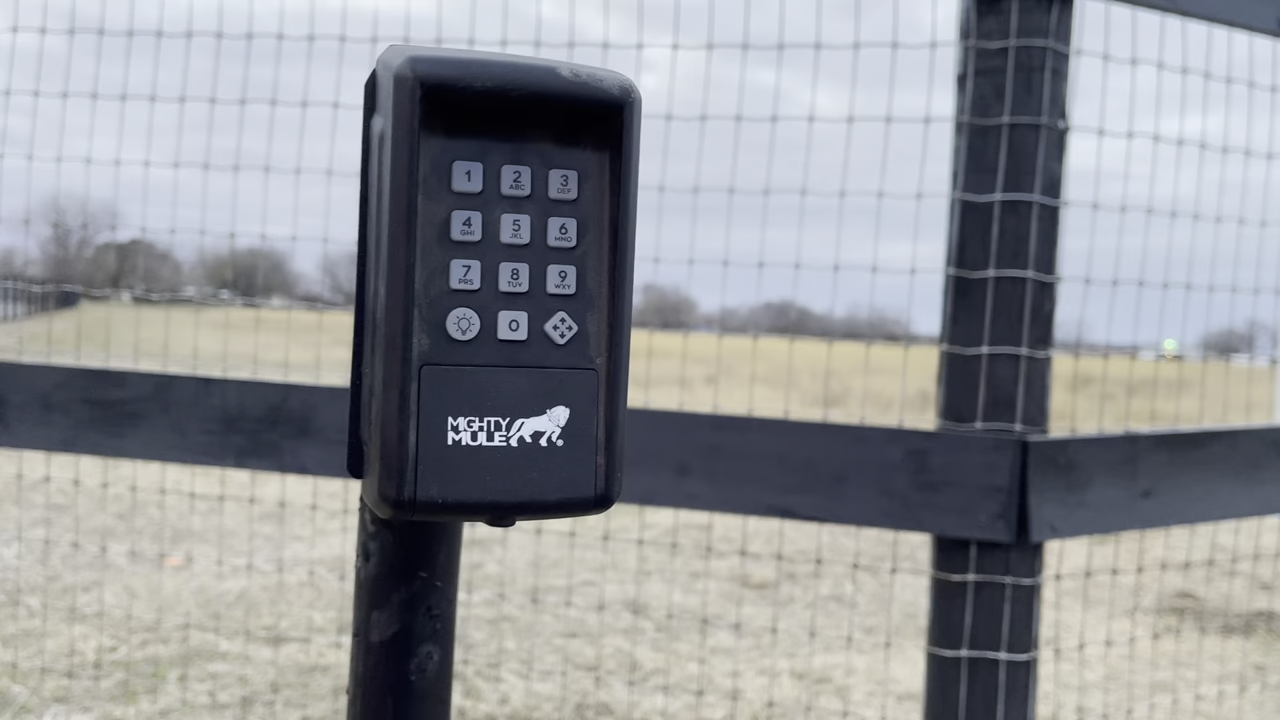 1 2 3
ABC DEF
4 5 6
GHI JKL MNO
7 8 9
PRS TUV WXY
0
MIGHTY
MULE®